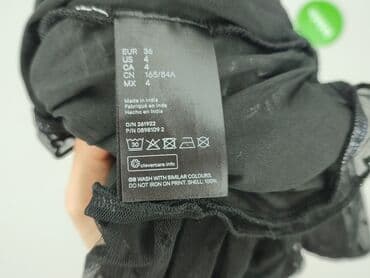 EUR 36
US 4
CA 4
CN 165/84A
MX 4
Made in India
Fabriqué en Inde
Hecho en India
O/N 261922
P/N 0898109 2
30
clevercare.info
GB WASH WITH SIMILAR COLOURS.
DO NOT IRON ON PRINT. SHELL: 100%